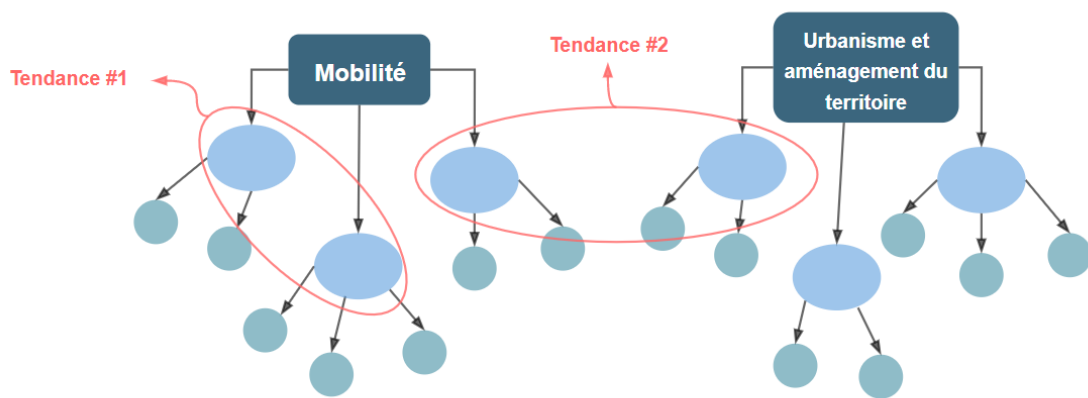 Tendance #1
Mobilité
Tendance #2
Urbanisme et
aménagement du
territoire